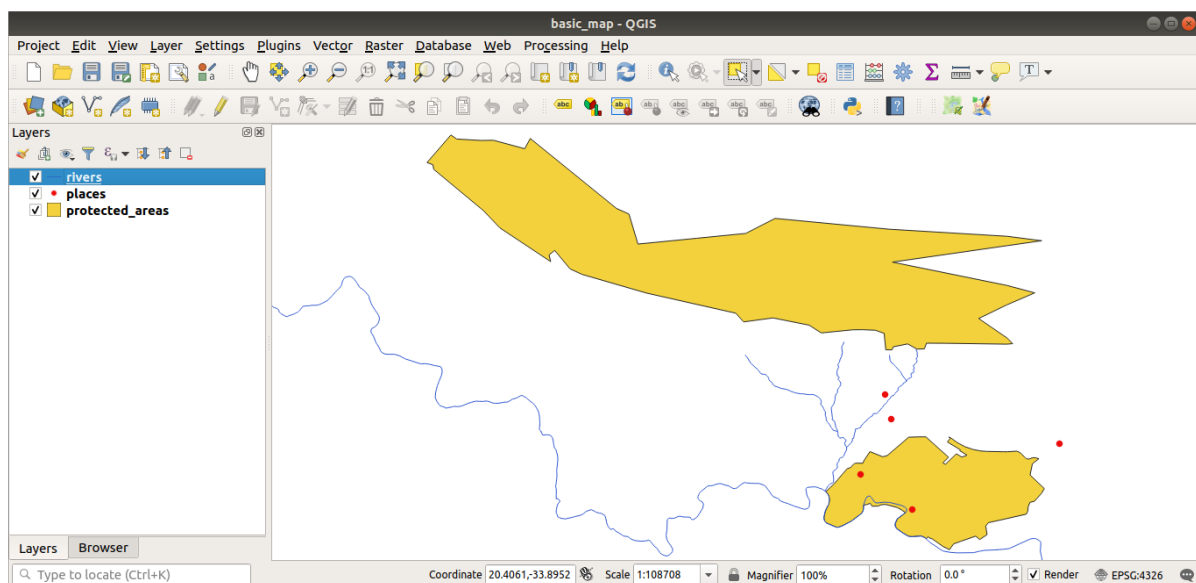 basic_map - QGIS
Project Edit View Layer Settings Plugins Vector Raster Database Web Processing Help
Layers
rivers
places
protected_areas
Layers Browser
Type to locate (Ctrl+K) Coordinate 20.4061,-33.8952 Scale 1:108708 Magnifier 100% Rotation 0.0 ° Render EPSG:4326